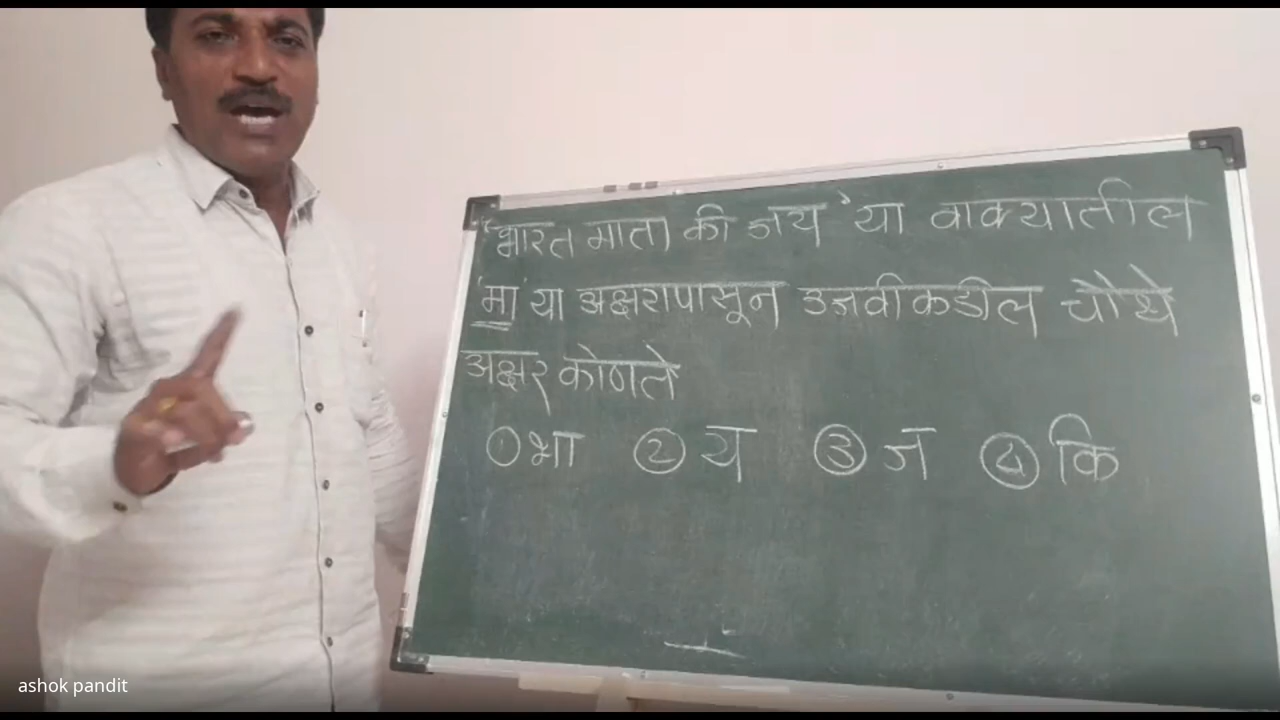 'भारत माता की जय' या वाक्यातील
'मा' या अक्षरापासून उजवीकडील चौथे
अक्षर कोणते
① भा ② य ③ ज ④ कि
ashok pandit